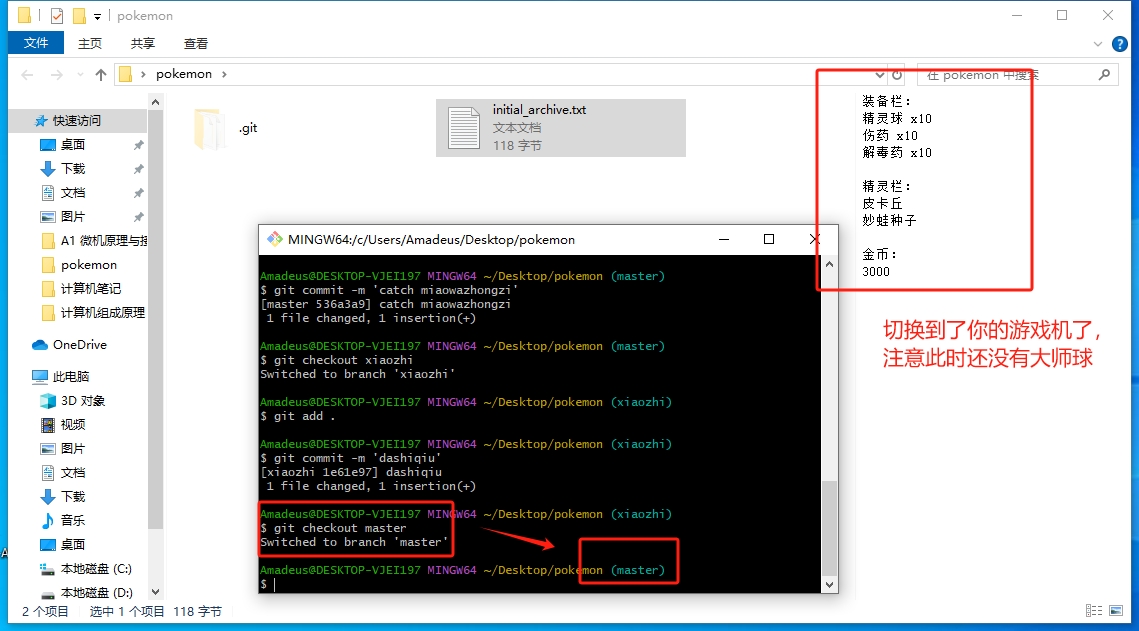 pokemon
文件 主页 共享 查看
pokemon
在 pokemon 中搜索
快速访问
桌面
下载
文档
图片
A1 微机原理与接
pokemon
计算机笔记
计算机组成原理
OneDrive
此电脑
3D 对象
视频
图片
文档
下载
音乐
桌面
本地磁盘 (C:)
本地磁盘 (D:)
.git
initial_archive.txt
文本文档
118 字节
装备栏:
精灵球 x10
伤药 x10
解毒药 x10
精灵栏:
皮卡丘
妙蛙种子
金币:
3000
切换到了你的游戏机了,
注意此时还没有大师球
MINGW64:/c/Users/Amadeus/Desktop/pokemon
Amadeus@DESKTOP-VJEI197 MINGW64 ~/Desktop/pokemon (master)
$ git commit -m 'catch miaowazhongzi'
[master 536a3a9] catch miaowazhongzi
1 file changed, 1 insertion(+)
Amadeus@DESKTOP-VJEI197 MINGW64 ~/Desktop/pokemon (master)
$ git checkout xiaozhi
Switched to branch 'xiaozhi'
Amadeus@DESKTOP-VJEI197 MINGW64 ~/Desktop/pokemon (xiaozhi)
$ git add .
Amadeus@DESKTOP-VJEI197 MINGW64 ~/Desktop/pokemon (xiaozhi)
$ git commit -m 'dashiqiu'
[xiaozhi 1e61e97] dashiqiu
1 file changed, 1 insertion(+)
Amadeus@DESKTOP-VJEI197 MINGW64 ~/Desktop/pokemon (xiaozhi)
$ git checkout master
Switched to branch 'master'
Amadeus@DESKTOP-VJEI197 MINGW64 ~/Desktop/pokemon (master)
$
2 个项目 选中 1 个项目 118 字节